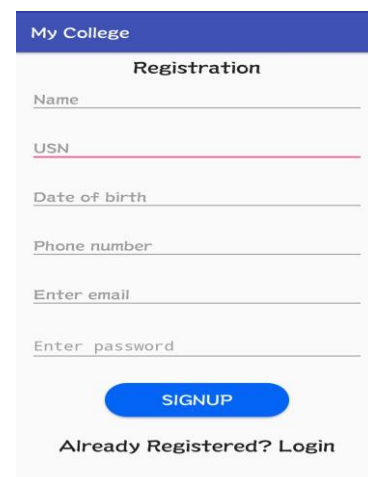 My College
Registration
Name
USN
Date of birth
Phone number
Enter email
Enter password
SIGNUP
Already Registered? Login